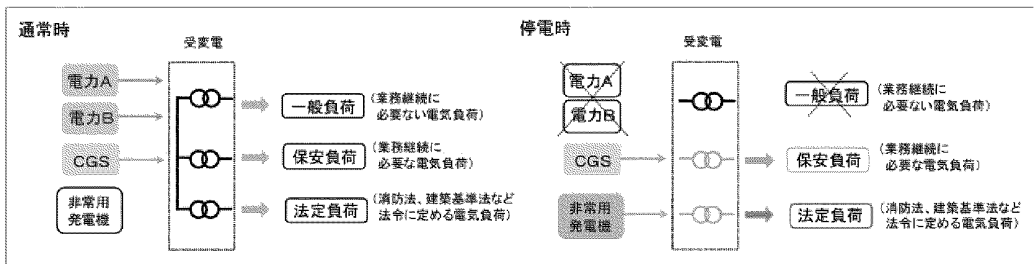 通常時
受変電
電力A
電力B
CGS
非常用
発電機
一般負荷
(業務継続に
必要ない電気負荷)
保安負荷
(業務継続に
必要な電気負荷)
法定負荷
(消防法、建築基準法など
法令に定める電気負荷)
停電時
受変電
電力A
電力B
CGS
非常用
発電機
一般負荷
(業務継続に
必要ない電気負荷)
保安負荷
(業務継続に
必要な電気負荷)
法定負荷
(消防法、建築基準法など
法令に定める電気負荷)